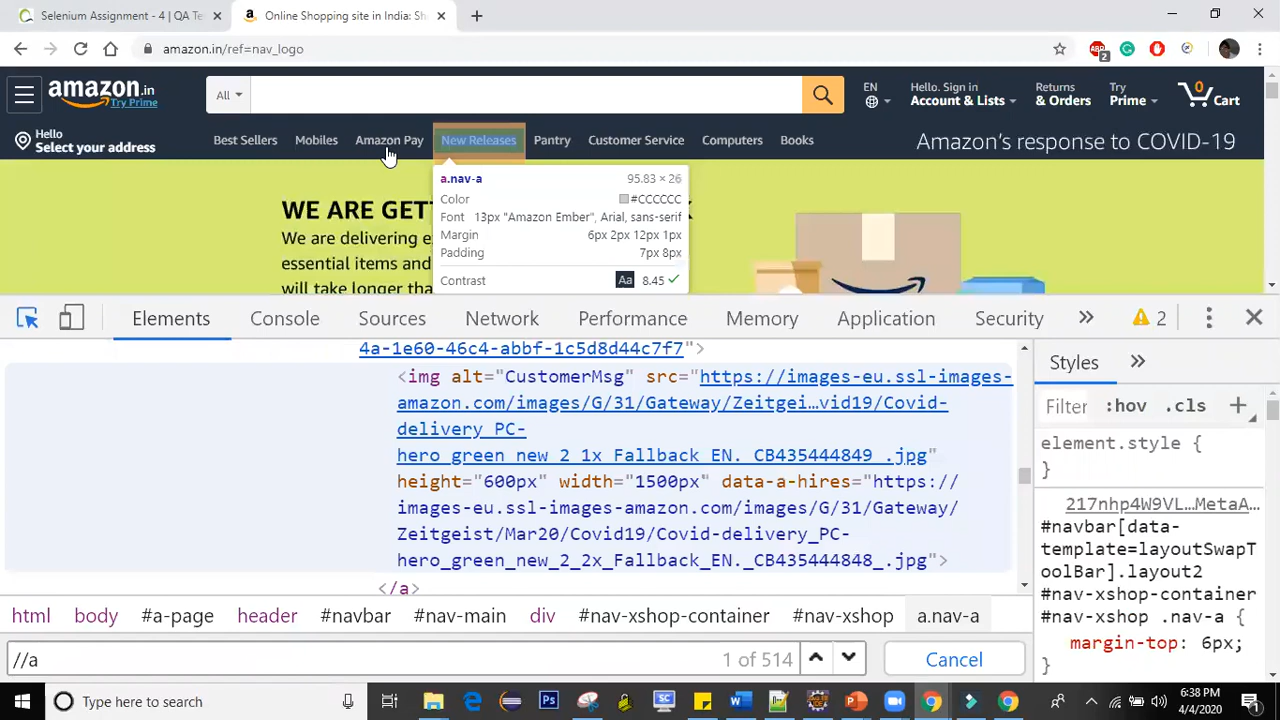 Selenium Assignment - 4 | QA Te
Online Shopping site in India: Sh
amazon.in/ref=nav_logo
2
amazon.in
Try Prime
All
EN
Hello. Sign in
Account & Lists
Returns
& Orders
Try
Prime
0
Cart
Hello
Select your address
Best Sellers
Mobiles
Amazon Pay
New Releases
Pantry
Customer Service
Computers
Books
Amazon's response to COVID-19
a.nav-a 95.83 × 26
Color #CCCCCC
Font 13px "Amazon Ember", Arial, sans-serif
Margin 6px 2px 12px 1px
Padding 7px 8px
Contrast Aa 8.45
WE ARE GET
We are delivering e
essential items and
will take longer tha
Elements Console Sources Network Performance Memory Application Security » 2
4a-1e60-46c4-abbf-1c5d8d44c7f7">
<img alt="CustomerMsg" src="https://images-eu.ssl-images-
amazon.com/images/G/31/Gateway/Zeitgei…vid19/Covid-
delivery_PC-
hero_green_new_2_1x_Fallback_EN._CB435444849_.jpg"
height="600px" width="1500px" data-a-hires="https://
images-eu.ssl-images-amazon.com/images/G/31/Gateway/
Zeitgeist/Mar20/Covid19/Covid-delivery_PC-
hero_green_new_2_2x_Fallback_EN._CB435444848_.jpg">
</a>
html body #a-page header #navbar #nav-main div #nav-xshop-container #nav-xshop a.nav-a
//a
1 of 514
Cancel
Styles »
Filter :hov .cls +
element.style {
}
217nhp4W9VL…MetaA…
#navbar[data-
template=layoutSwapT
oolBar].layout2
#nav-xshop-container
#nav-xshop .nav-a {
margin-top: 6px;
}
Type here to search
6:38 PM
4/4/2020